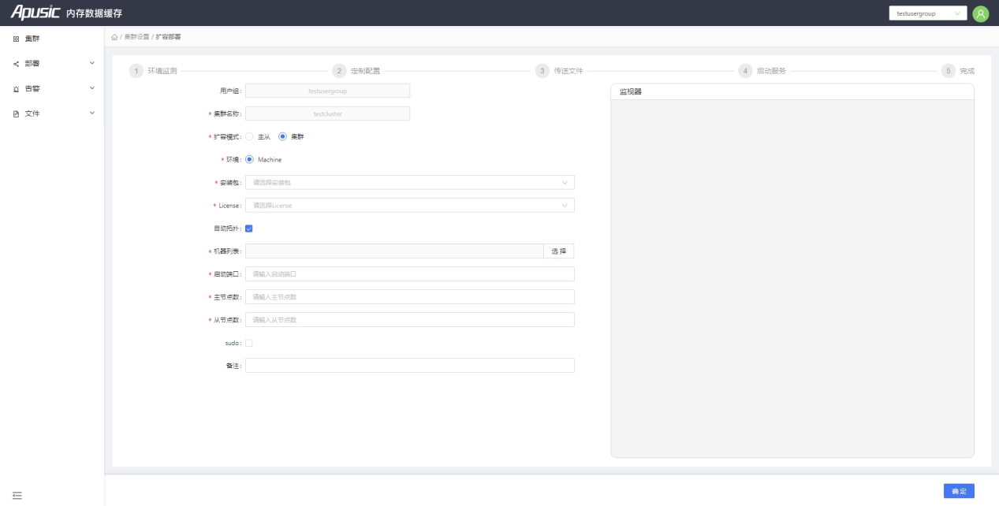 Apusic 内存数据缓存
testusergroup
集群
部署
告警
文件
/ 集群设置 / 扩容部署
1 环境监测
2 定制配置
3 传送文件
4 启动服务
5 完成
用户组: testusergroup
* 集群名称: testcluster
* 扩容模式: 主从 集群
* 环境: Machine
* 安装包: 请选择安装包
* License: 请选择License
自动拓扑:
* 机器列表: 选 择
* 启动端口: 请输入启动端口
* 主节点数: 请输入主节点数
* 从节点数: 请输入从节点数
sudo:
备注:
监视器
确 定